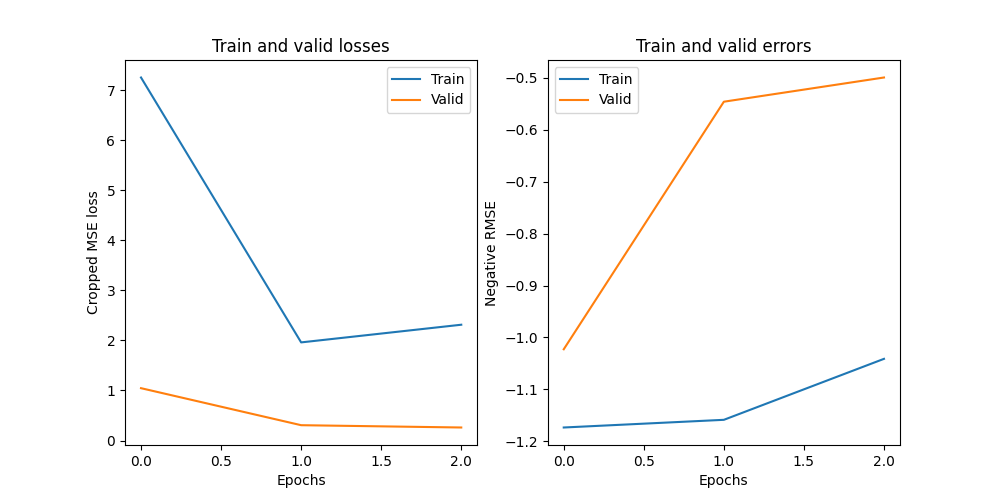 Train and valid losses
Cropped MSE loss
7
6
5
4
3
2
1
0
Train
Valid
0.0 0.5 1.0 1.5 2.0
Epochs
Train and valid errors
Negative RMSE
−0.5
−0.6
−0.7
−0.8
−0.9
−1.0
−1.1
−1.2
Train
Valid
0.0 0.5 1.0 1.5 2.0
Epochs